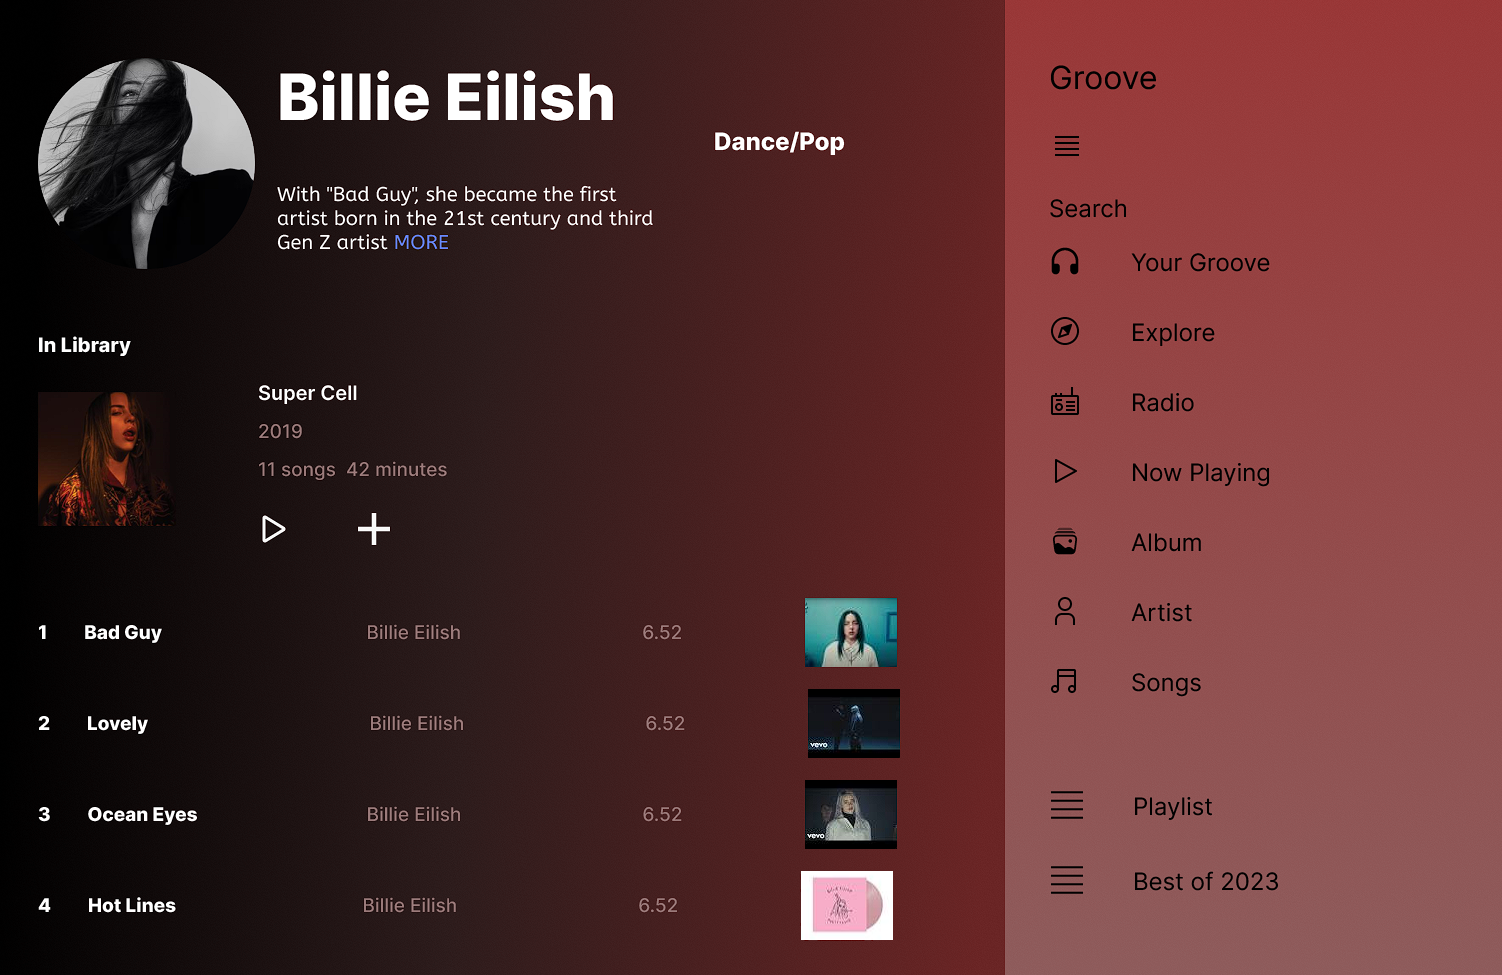 Billie Eilish
Dance/Pop
With "Bad Guy", she became the first
artist born in the 21st century and third
Gen Z artist MORE
In Library
Super Cell
2019
11 songs 42 minutes
1 Bad Guy Billie Eilish 6.52
2 Lovely Billie Eilish 6.52
vevo
3 Ocean Eyes Billie Eilish 6.52
vevo
4 Hot Lines Billie Eilish 6.52
Billie Eilish
Groove
Search
Your Groove
Explore
Radio
Now Playing
Album
Artist
Songs
Playlist
Best of 2023